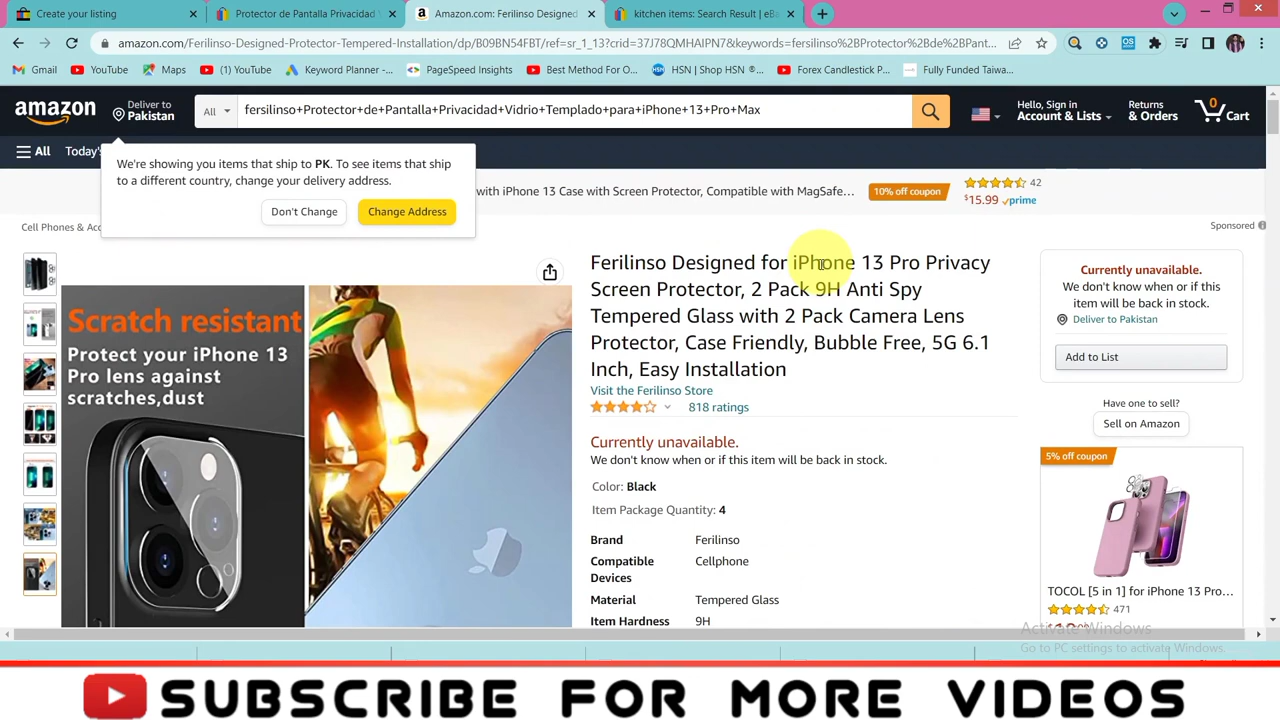 Create your listing
Protector de Pantalla Privacidad V
Amazon.com: Ferilinso Designed
kitchen items: Search Result | eBa
amazon.com/Ferilinso-Designed-Protector-Tempered-Installation/dp/B09BN54FBT/ref=sr_1_13?crid=37J78QMHAIPN7&keywords=fersilinso%2BProtector%2Bde%2BPant...
Gmail
YouTube
Maps
(1) YouTube
Keyword Planner -...
PageSpeed Insights
Best Method For O...
HSN | Shop HSN ®...
Forex Candlestick P...
Fully Funded Taiwa...
amazon
Deliver to
Pakistan
All
fersilinso+Protector+de+Pantalla+Privacidad+Vidrio+Templado+para+iPhone+13+Pro+Max
Hello, Sign in
Account & Lists
Returns
& Orders
0
Cart
All
Today's
We're showing you items that ship to PK. To see items that ship
to a different country, change your delivery address.
Don't Change
Change Address
with iPhone 13 Case with Screen Protector, Compatible with MagSafe...
10% off coupon
42
$15.99 prime
Sponsored
Cell Phones & Acc
Scratch resistant
Protect your iPhone 13
Pro lens against
scratches,dust
Ferilinso Designed for iPhone 13 Pro Privacy
Screen Protector, 2 Pack 9H Anti Spy
Tempered Glass with 2 Pack Camera Lens
Protector, Case Friendly, Bubble Free, 5G 6.1
Inch, Easy Installation
Visit the Ferilinso Store
818 ratings
Currently unavailable.
We don't know when or if this item will be back in stock.
Color: Black
Item Package Quantity: 4
Brand Ferilinso
Compatible Cellphone
Devices
Material Tempered Glass
Item Hardness 9H
Currently unavailable.
We don't know when or if this
item will be back in stock.
Deliver to Pakistan
Add to List
Have one to sell?
Sell on Amazon
5% off coupon
TOCOL [5 in 1] for iPhone 13 Pro...
471
Activate Windows
Go to PC settings to activate Windows.
SUBSCRIBE FOR MORE VIDEOS